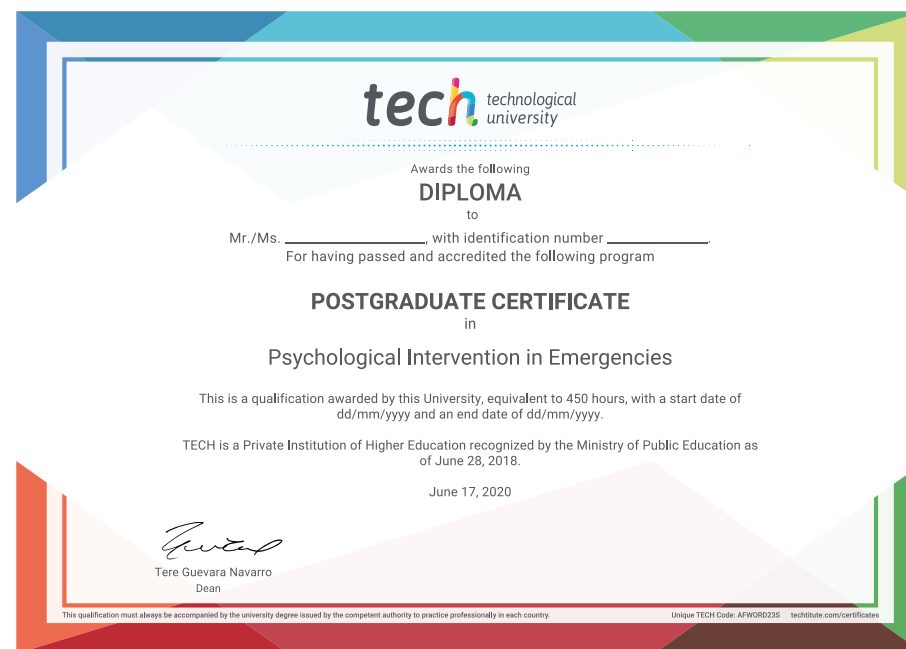 tech technological
university
Awards the following
DIPLOMA
to
Mr./Ms. ____________________, with identification number ______________.
For having passed and accredited the following program
POSTGRADUATE CERTIFICATE
in
Psychological Intervention in Emergencies
This is a qualification awarded by this University, equivalent to 450 hours, with a start date of
dd/mm/yyyy and an end date of dd/mm/yyyy.
TECH is a Private Institution of Higher Education recognized by the Ministry of Public Education as
of June 28, 2018.
June 17, 2020
Tere Guevara Navarro
Dean
This qualification must always be accompanied by the university degree issued by the competent authority to practice professionally in each country. Unique TECH Code: AFWORD23S techtitute.com/certificates